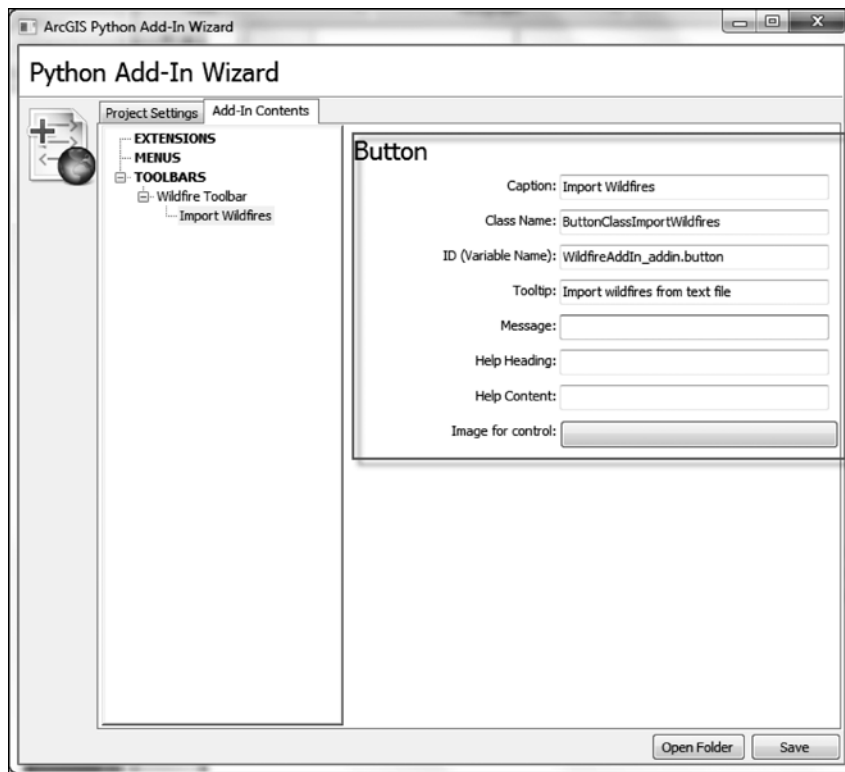 ArcGIS Python Add-In Wizard
Python Add-In Wizard
Project Settings
Add-In Contents
EXTENSIONS
MENUS
TOOLBARS
Wildfire Toolbar
Import Wildfires
Button
Caption: Import Wildfires
Class Name: ButtonClassImportWildfires
ID (Variable Name): WildfireAddIn_addin.button
Tooltip: Import wildfires from text file
Message:
Help Heading:
Help Content:
Image for control:
Open Folder
Save